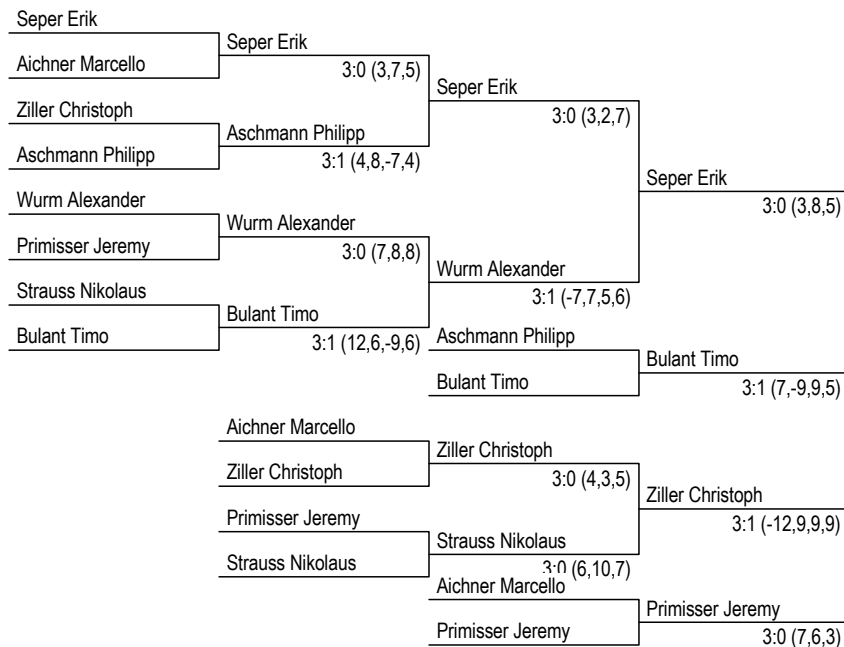 Seper Erik
Seper Erik
Aichner Marcello
3:0 (3,7,5)
Seper Erik
Ziller Christoph
3:0 (3,2,7)
Aschmann Philipp
Aschmann Philipp
3:1 (4,8,-7,4)
Seper Erik
Wurm Alexander
3:0 (3,8,5)
Wurm Alexander
Primisser Jeremy
3:0 (7,8,8)
Wurm Alexander
Strauss Nikolaus
3:1 (-7,7,5,6)
Bulant Timo
Bulant Timo
3:1 (12,6,-9,6)
Aschmann Philipp
Bulant Timo
Bulant Timo
3:1 (7,-9,9,5)
Aichner Marcello
Ziller Christoph
Ziller Christoph
3:0 (4,3,5)
Ziller Christoph
Primisser Jeremy
3:1 (-12,9,9,9)
Strauss Nikolaus
Strauss Nikolaus
3:0 (6,10,7)
Aichner Marcello
Primisser Jeremy
Primisser Jeremy
3:0 (7,6,3)